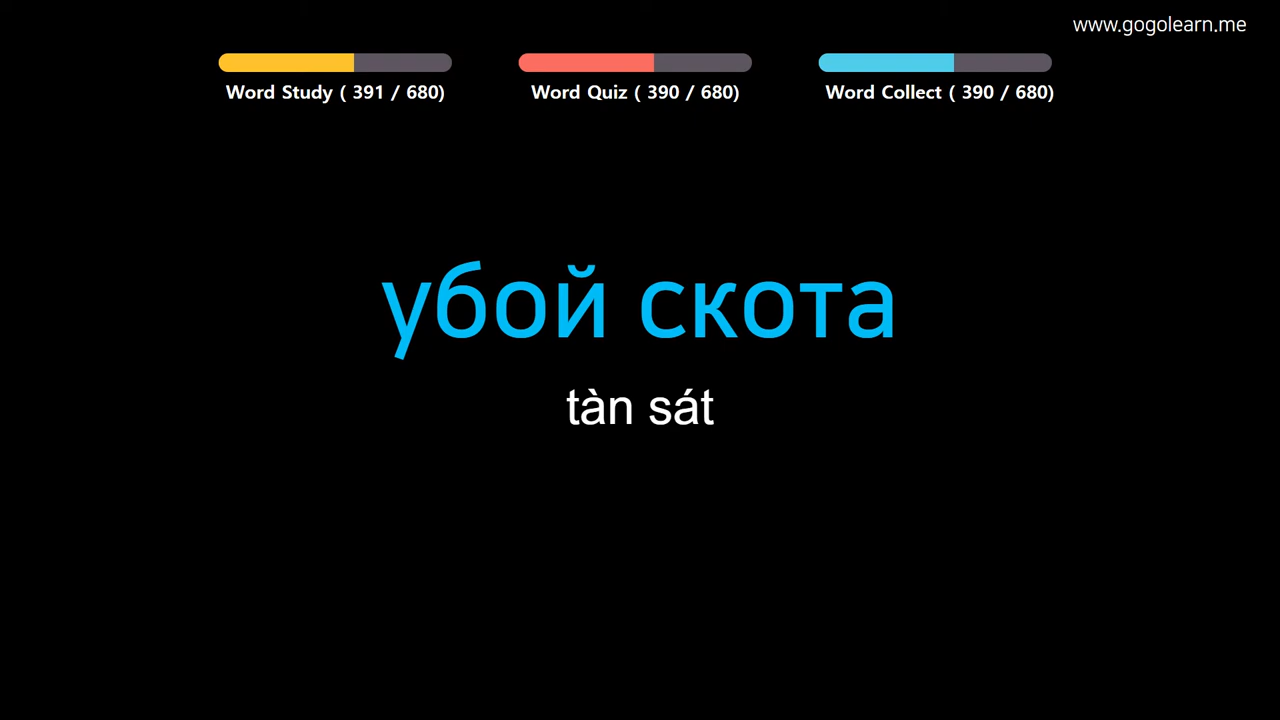 www.gogolearn.me
Word Study ( 391 / 680)
Word Quiz ( 390 / 680)
Word Collect ( 390 / 680)
убой скота
tàn sát